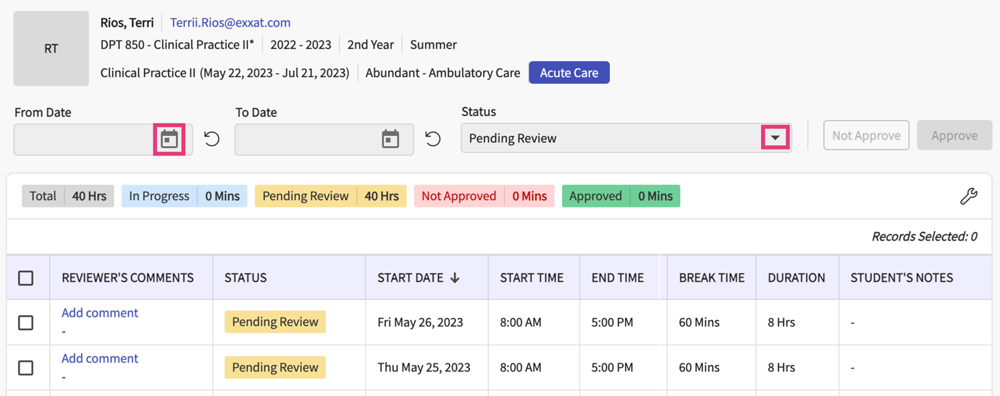 RT
Rios, Terri Terrii.Rios@exxat.com
DPT 850 - Clinical Practice II* 2022 - 2023 2nd Year Summer
Clinical Practice II (May 22, 2023 - Jul 21, 2023) Abundant - Ambulatory Care Acute Care
From Date To Date Status
Pending Review Not Approve Approve
Total 40 Hrs In Progress 0 Mins Pending Review 40 Hrs Not Approved 0 Mins Approved 0 Mins
Records Selected: 0
REVIEWER'S COMMENTS STATUS START DATE START TIME END TIME BREAK TIME DURATION STUDENT'S NOTES
Add comment
- Pending Review Fri May 26, 2023 8:00 AM 5:00 PM 60 Mins 8 Hrs -
Add comment
- Pending Review Thu May 25, 2023 8:00 AM 5:00 PM 60 Mins 8 Hrs -